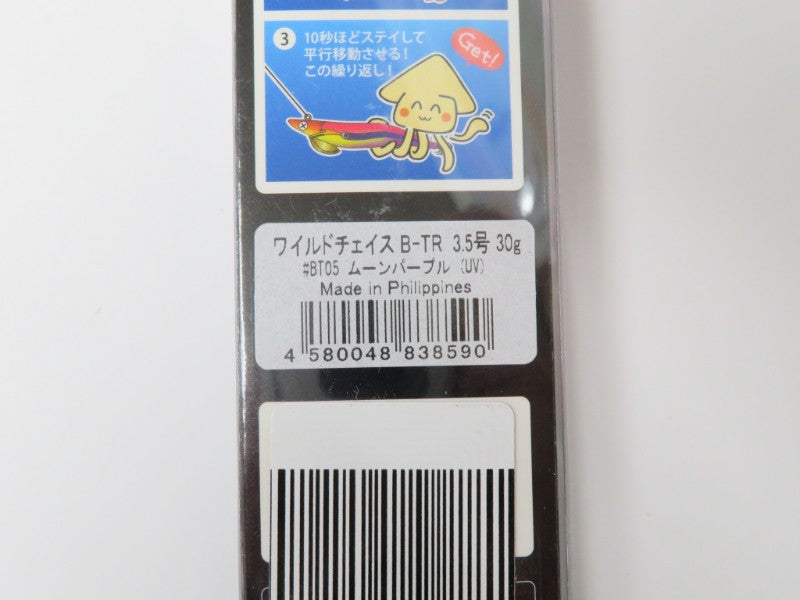 3 10秒ほどステイして
平行移動させる!
この繰り返し!
Get!
ワイルドチェイス B-TR 3.5号 30g
#BT05 ムーンパープル (UV)
Made in Philippines
4 580048 838590